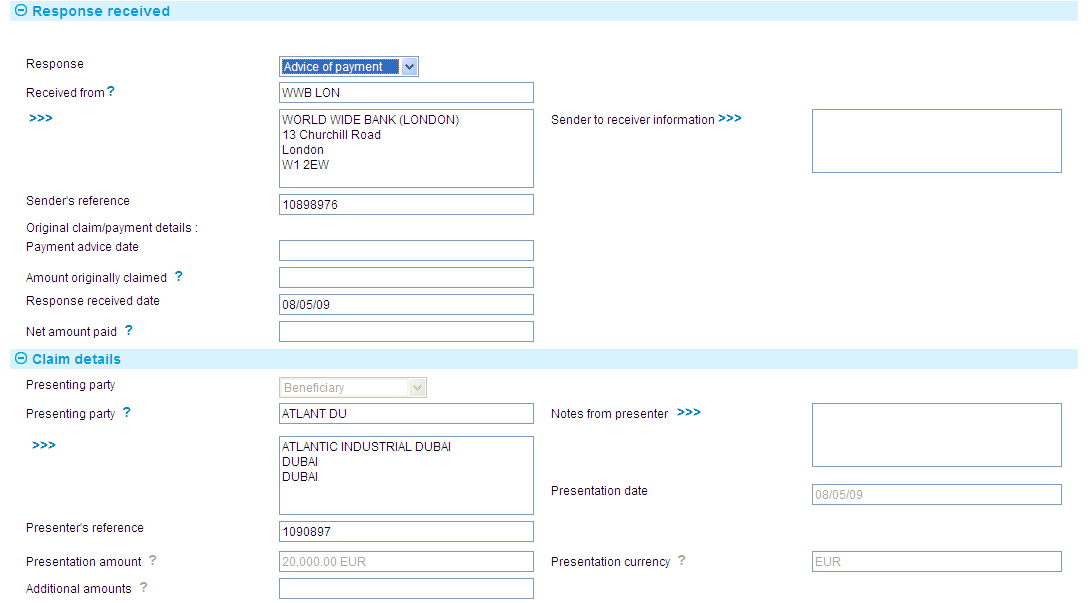 Response received
Response
Advice of payment
Received from ?
WWB LON
>>>
WORLD WIDE BANK (LONDON)
13 Churchill Road
London
W1 2EW
Sender to receiver information >>>
Sender's reference
10898976
Original claim/payment details :
Payment advice date
Amount originally claimed ?
Response received date
08/05/09
Net amount paid ?
Claim details
Presenting party
Beneficiary
Presenting party ?
ATLANT DU
Notes from presenter >>>
>>>
ATLANTIC INDUSTRIAL DUBAI
DUBAI
DUBAI
Presentation date
08/05/09
Presenter's reference
1090897
Presentation amount ?
20,000.00 EUR
Presentation currency ?
EUR
Additional amounts ?